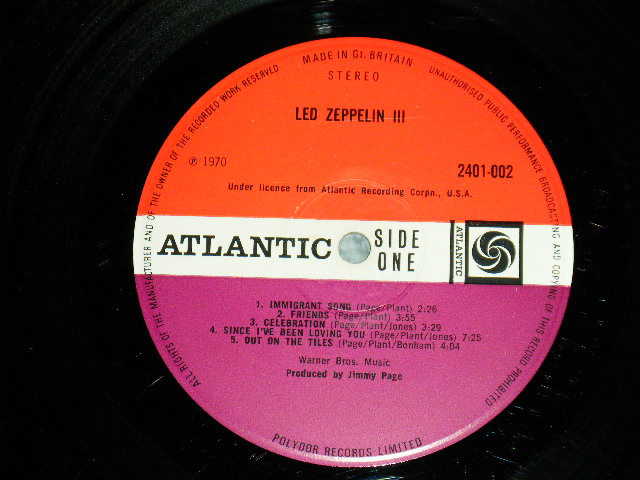 MADE IN Gt. BRITAIN
STEREO
LED ZEPPELIN III
℗ 1970
2401-002
Under licence from Atlantic Recording Corpn., U.S.A.
ATLANTIC
SIDE
ONE
ATLANTIC
1. IMMIGRANT SONG (Page/Plant) 2:26
2. FRIENDS (Page/Plant) 3:55
3. CELEBRATION (Page/Plant/Jones) 3:29
4. SINCE I'VE BEEN LOVING YOU (Page/Plant/Jones) 7:25
5. OUT ON THE TILES (Page/Plant/Bonham) 4:04
Warner Bros. Music
Produced by Jimmy Page
POLYDOR RECORDS LIMITED
ALL RIGHTS OF THE MANUFACTURER AND OF THE OWNER OF THE RECORDED WORK RESERVED
UNAUTHORISED PUBLIC PERFORMANCE BROADCASTING AND COPYING OF THIS RECORD PROHIBITED